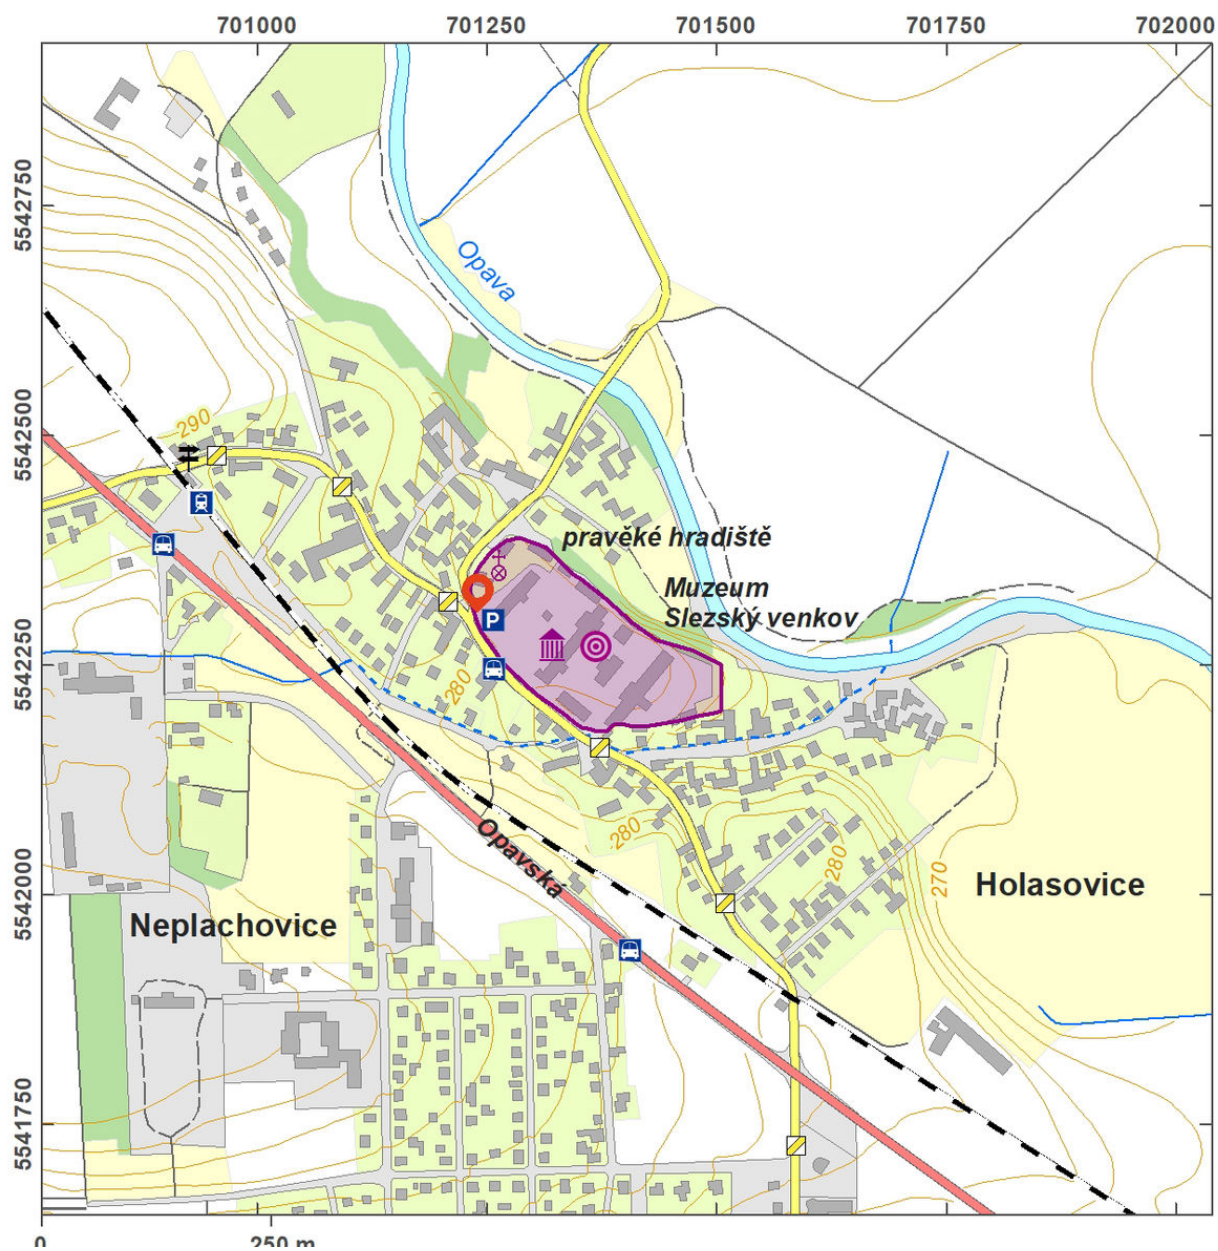 701000 701250 701500 701750 702000
5542750
Opava
290
5542500
pravěké hradiště
Muzeum
Slezský venkov
P
5542250
280
280
280
270
Opavská
Holasovice
5542000
Neplachovice
5541750
0 250 m